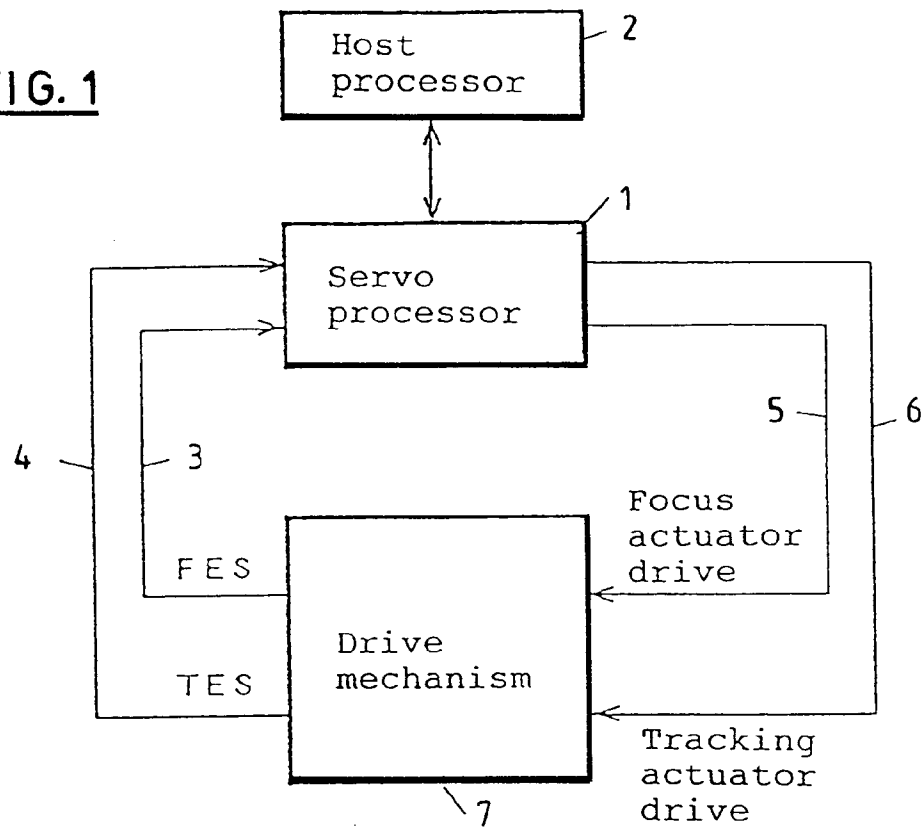 FIG. 1
2
Host
processor
1
Servo
processor
4
3
5
6
Focus
actuator
drive
FES
Drive
mechanism
TES
Tracking
actuator
drive
7